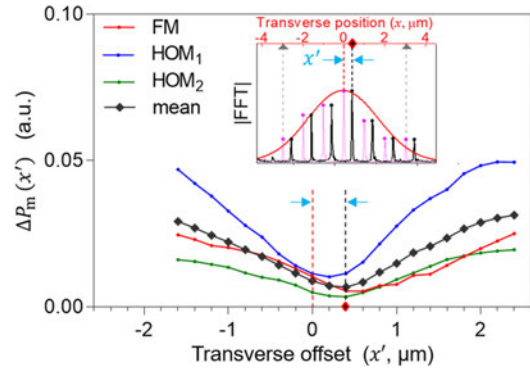 0.10
0.05
0.00
ΔPₘ(x′) (a.u.)
FM
HOM₁
HOM₂
mean
Transverse position (x, μm)
-4 -2 0 2 4
x′
|FFT|
-2 -1 0 1 2
Transverse offset (x′, μm)